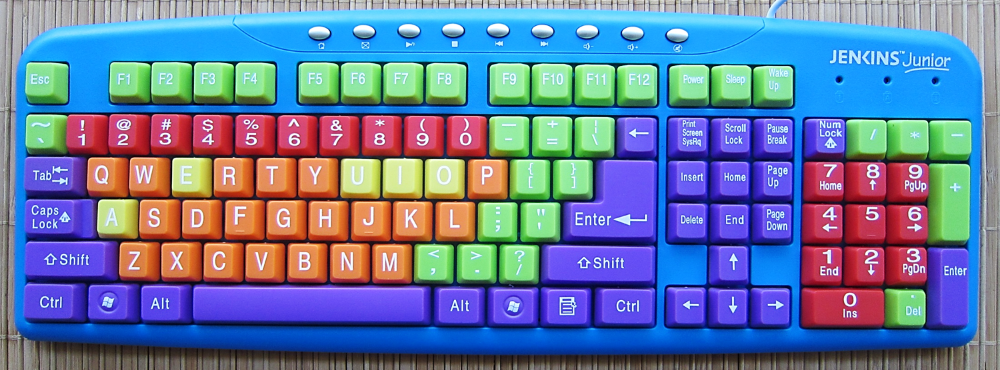 JENKINS™ Junior
Esc F1 F2 F3 F4 F5 F6 F7 F8 F9 F10 F11 F12 Power Sleep Wake Up
~ ` ! 1 @ 2 # 3 $ 4 % 5 ^ 6 & 7 * 8 ( 9 ) 0 — - + = | \ ← Print Screen SysRq Scroll Lock Pause Break Num Lock / * —
Tab Q W E R T Y U I O P { [ } ] Insert Home Page Up 7 Home 8 ↑ 9 PgUp +
Caps Lock A S D F G H J K L : ; " ' Enter Delete End Page Down 4 ← 5 6 →
⇧ Shift Z X C V B N M < , > . ? / ⇧ Shift ↑ 1 End 2 ↓ 3 PgDn Enter
Ctrl Alt Alt Ctrl ← ↓ → 0 Ins . Del